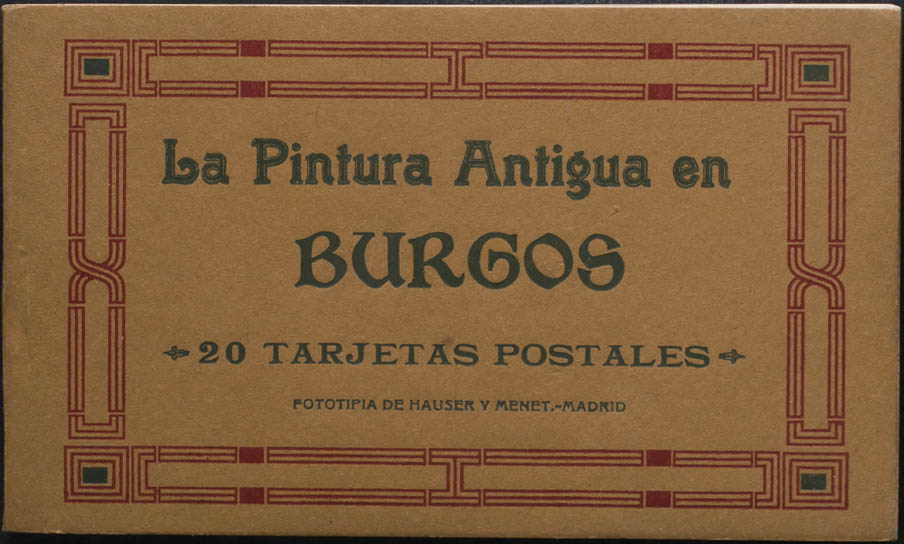 La Pintura Antigua en
BURGOS
20 TARJETAS POSTALES
FOTOTIPIA DE HAUSER Y MENET.-MADRID